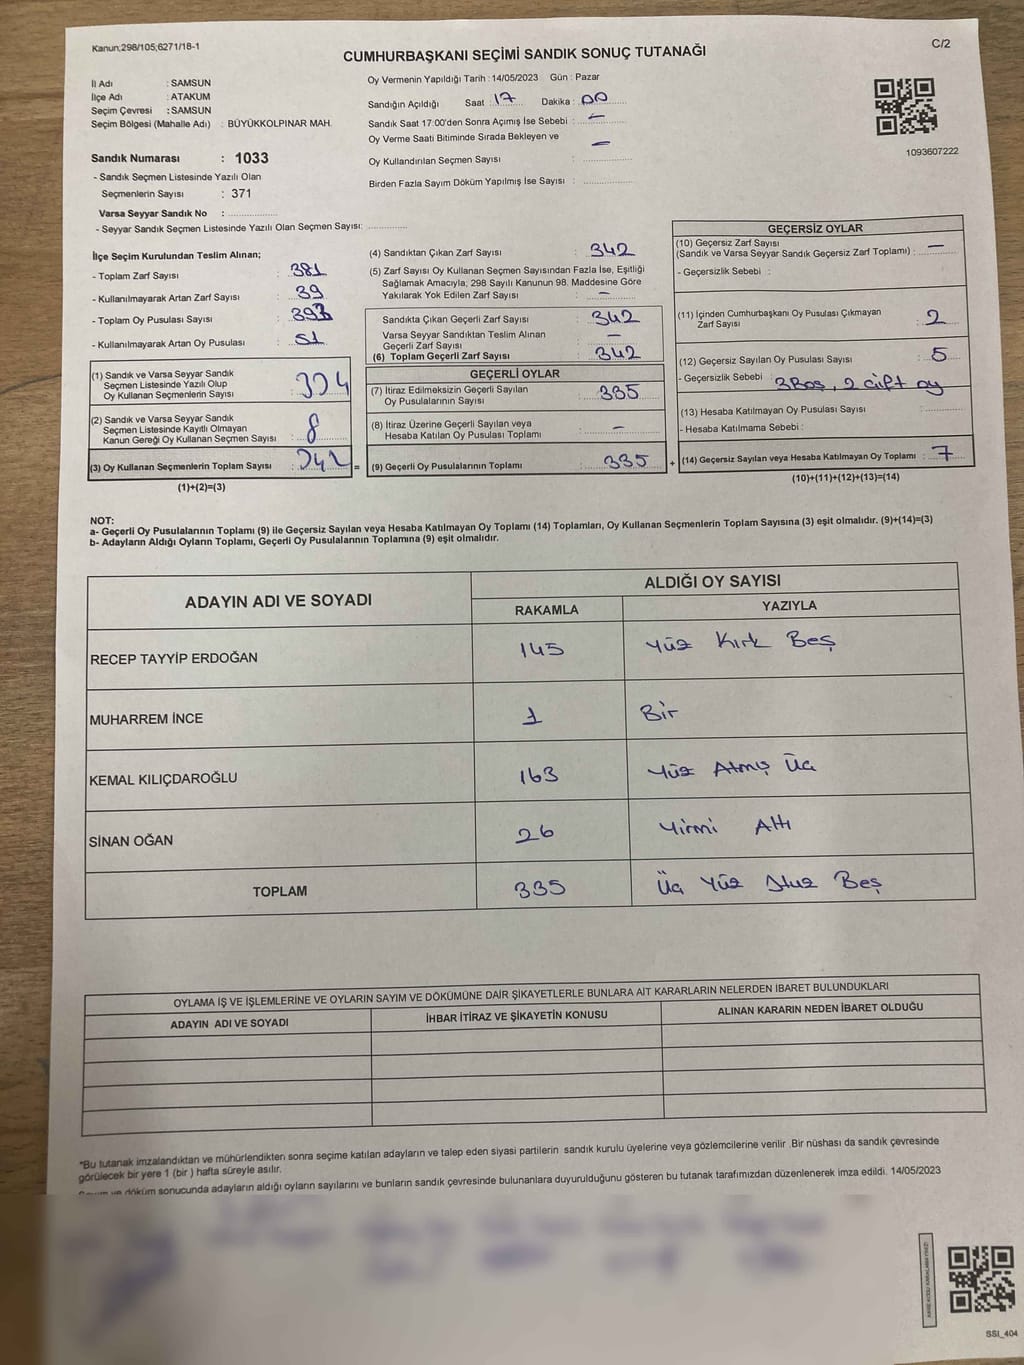 Kanun;298/105;6271/18-1
C/2
CUMHURBAŞKANI SEÇİMİ SANDIK SONUÇ TUTANAĞI
İl Adı : SAMSUN
İlçe Adı : ATAKUM
Seçim Çevresi : SAMSUN
Seçim Bölgesi (Mahalle Adı) : BÜYÜKKOLPINAR MAH.
Oy Vermenin Yapıldığı Tarih : 14/05/2023 Gün : Pazar
Sandığın Açıldığı Saat 17 Dakika : 00
Sandık Saat 17:00'den Sonra Açımış İse Sebebi : —
Oy Verme Saati Bitiminde Sırada Bekleyen ve
Oy Kullandırılan Seçmen Sayısı : —
Birden Fazla Sayım Döküm Yapılmış İse Sayısı :
1093607222
Sandık Numarası : 1033
- Sandık Seçmen Listesinde Yazılı Olan
Seçmenlerin Sayısı : 371
Varsa Seyyar Sandık No :
- Seyyar Sandık Seçmen Listesinde Yazılı Olan Seçmen Sayısı:
İlçe Seçim Kurulundan Teslim Alınan;
- Toplam Zarf Sayısı : 381
- Kullanılmayarak Artan Zarf Sayısı : 39
- Toplam Oy Pusulası Sayısı : 393
- Kullanılmayarak Artan Oy Pusulası : 51
(1) Sandık ve Varsa Seyyar Sandık
Seçmen Listesinde Yazılı Olup
Oy Kullanan Seçmenlerin Sayısı : 334
(2) Sandık ve Varsa Seyyar Sandık
Seçmen Listesinde Kayıtlı Olmayan
Kanun Gereği Oy Kullanan Seçmen Sayısı : 8
(3) Oy Kullanan Seçmenlerin Toplam Sayısı : 342 =
(1)+(2)=(3)
(4) Sandıktan Çıkan Zarf Sayısı : 342
(5) Zarf Sayısı Oy Kullanan Seçmen Sayısından Fazla İse, Eşitliği
Sağlamak Amacıyla, 298 Sayılı Kanunun 98. Maddesine Göre
Yakılarak Yok Edilen Zarf Sayısı : —
Sandıkta Çıkan Geçerli Zarf Sayısı : 342
Varsa Seyyar Sandıktan Teslim Alınan
Geçerli Zarf Sayısı : —
(6) Toplam Geçerli Zarf Sayısı : 342
GEÇERLİ OYLAR
(7) İtiraz Edilmeksizin Geçerli Sayılan
Oy Pusulalarının Sayısı : 335
(8) İtiraz Üzerine Geçerli Sayılan veya
Hesaba Katılan Oy Pusulası Toplamı : —
(9) Geçerli Oy Pusulalarının Toplamı : 335 +
GEÇERSİZ OYLAR
(10) Geçersiz Zarf Sayısı
(Sandık ve Varsa Seyyar Sandık Geçersiz Zarf Toplamı) : —
- Geçersizlik Sebebi :
(11) İçinden Cumhurbaşkanı Oy Pusulası Çıkmayan
Zarf Sayısı : 2
(12) Geçersiz Sayılan Oy Pusulası Sayısı : 5
- Geçersizlik Sebebi : 3 Boş, 2 çift oy
(13) Hesaba Katılmayan Oy Pusulası Sayısı :
- Hesaba Katılmama Sebebi :
(14) Geçersiz Sayılan veya Hesaba Katılmayan Oy Toplamı : 7
(10)+(11)+(12)+(13)=(14)
NOT:
a- Geçerli Oy Pusulalarının Toplamı (9) ile Geçersiz Sayılan veya Hesaba Katılmayan Oy Toplamı (14) Toplamları, Oy Kullanan Seçmenlerin Toplam Sayısına (3) eşit olmalıdır. (9)+(14)=(3)
b- Adayların Aldığı Oyların Toplamı, Geçerli Oy Pusulalarının Toplamına (9) eşit olmalıdır.
ADAYIN ADI VE SOYADI ALDIĞI OY SAYISI
RAKAMLA YAZIYLA
RECEP TAYYİP ERDOĞAN 145 Yüz Kırk Beş
MUHARREM İNCE 1 Bir
KEMAL KILIÇDAROĞLU 163 Yüz Atmış Üç
SİNAN OĞAN 26 Yirmi Altı
TOPLAM 335 Üç Yüz Otuz Beş
OYLAMA İŞ VE İŞLEMLERİNE VE OYLARIN SAYIM VE DÖKÜMÜNE DAİR ŞİKAYETLERLE BUNLARA AİT KARARLARIN NELERDEN İBARET BULUNDUKLARI
ADAYIN ADI VE SOYADI İHBAR İTİRAZ VE ŞİKAYETİN KONUSU ALINAN KARARIN NEDEN İBARET OLDUĞU
*Bu tutanak imzalandıktan ve mühürlendikten sonra seçime katılan adayların ve talep eden siyasi partilerin sandık kurulu üyelerine veya gözlemcilerine verilir .Bir nüshası da sandık çevresinde
görülecek bir yere 1 (bir ) hafta süreyle asılır.
döküm sonucunda adayların aldığı oyların sayılarını ve bunların sandık çevresinde bulunanlara duyurulduğunu gösteren bu tutanak tarafımızdan düzenlenerek imza edildi. 14/05/2023
SSI_404